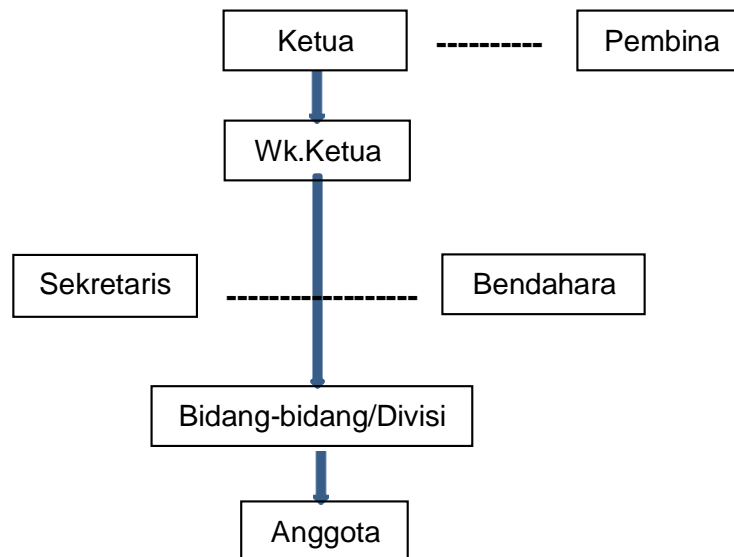 Ketua
Pembina
Wk.Ketua
Sekretaris
Bendahara
Bidang-bidang/Divisi
Anggota